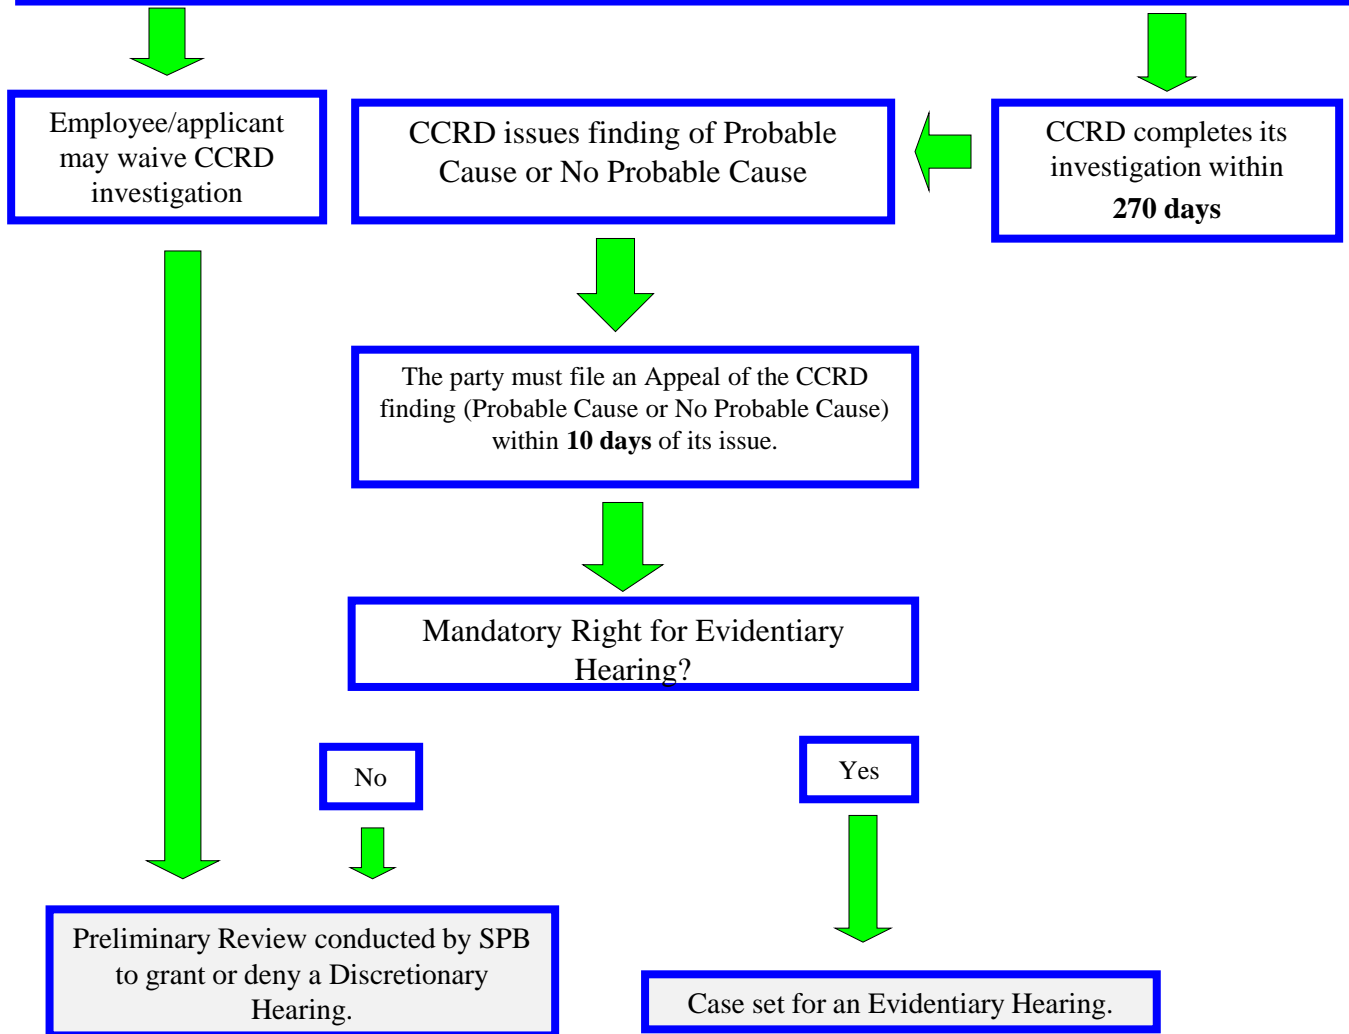 Employee/applicant
may waive CCRD
investigation
CCRD issues finding of Probable
Cause or No Probable Cause
CCRD completes its
investigation within
270 days
The party must file an Appeal of the CCRD
finding (Probable Cause or No Probable Cause)
within 10 days of its issue.
Mandatory Right for Evidentiary
Hearing?
No
Yes
Preliminary Review conducted by SPB
to grant or deny a Discretionary
Hearing.
Case set for an Evidentiary Hearing.